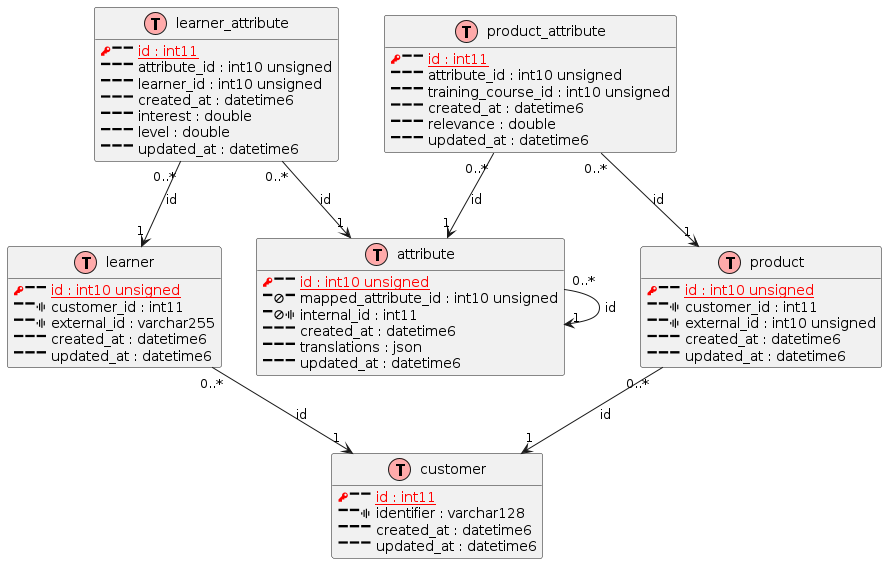 T learner_attribute
id : int11
attribute_id : int10 unsigned
learner_id : int10 unsigned
created_at : datetime6
interest : double
level : double
updated_at : datetime6
T product_attribute
id : int11
attribute_id : int10 unsigned
training_course_id : int10 unsigned
created_at : datetime6
relevance : double
updated_at : datetime6
0..*
0..*
0..*
0..*
id
id
id
id
1
1
1
1
T learner
id : int10 unsigned
customer_id : int11
external_id : varchar255
created_at : datetime6
updated_at : datetime6
T attribute
id : int10 unsigned
mapped_attribute_id : int10 unsigned
internal_id : int11
created_at : datetime6
translations : json
updated_at : datetime6
0..*
id
1
T product
id : int10 unsigned
customer_id : int11
external_id : int10 unsigned
created_at : datetime6
updated_at : datetime6
0..*
0..*
id
id
1
1
T customer
id : int11
identifier : varchar128
created_at : datetime6
updated_at : datetime6